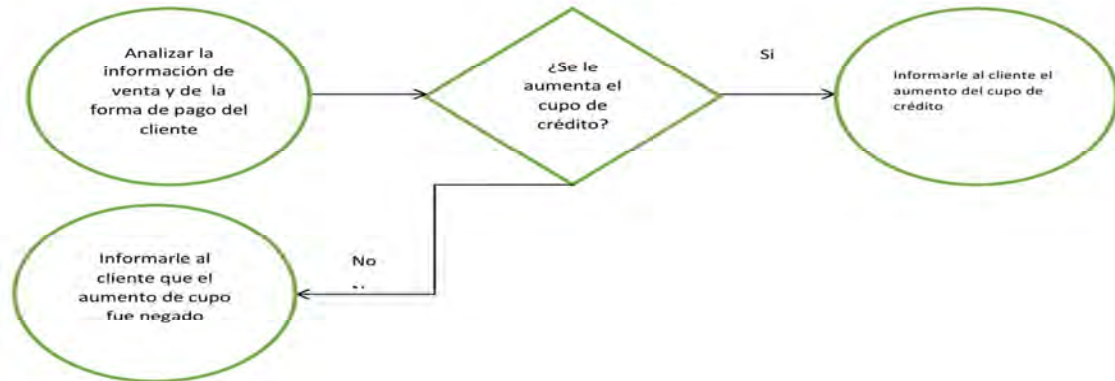 Analizar la
información de
venta y de la
forma de pago del
cliente
¿Se le
aumenta el
cupo de
crédito?
Si
Informarle al cliente el
aumento del cupo de
crédito
No
Informarle al
cliente que el
aumento de cupo
fue negado